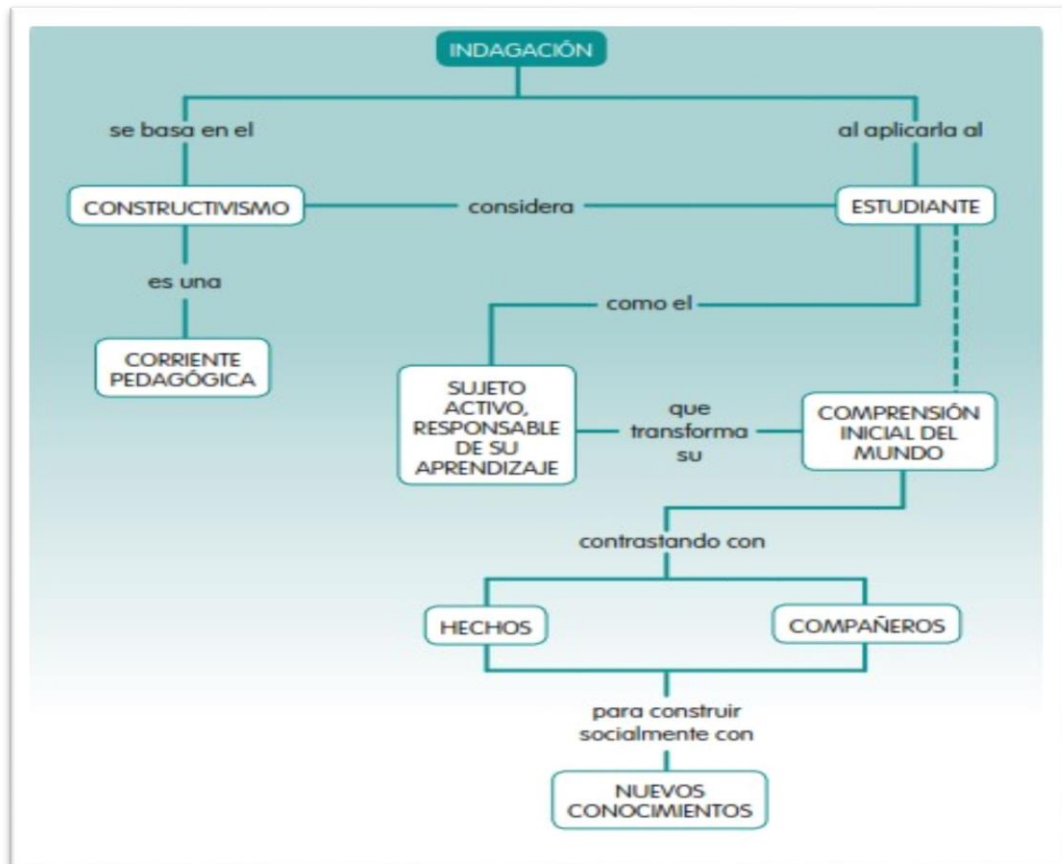 INDAGACIÓN
se basa en el
al aplicarla al
CONSTRUCTIVISMO
considera
ESTUDIANTE
es una
como el
CORRIENTE
PEDAGÓGICA
SUJETO
ACTIVO,
RESPONSABLE
DE SU
APRENDIZAJE
que
transforma
su
COMPRENSIÓN
INICIAL DEL
MUNDO
contrastando con
HECHOS
COMPAÑEROS
para construir
socialmente con
NUEVOS
CONOCIMIENTOS